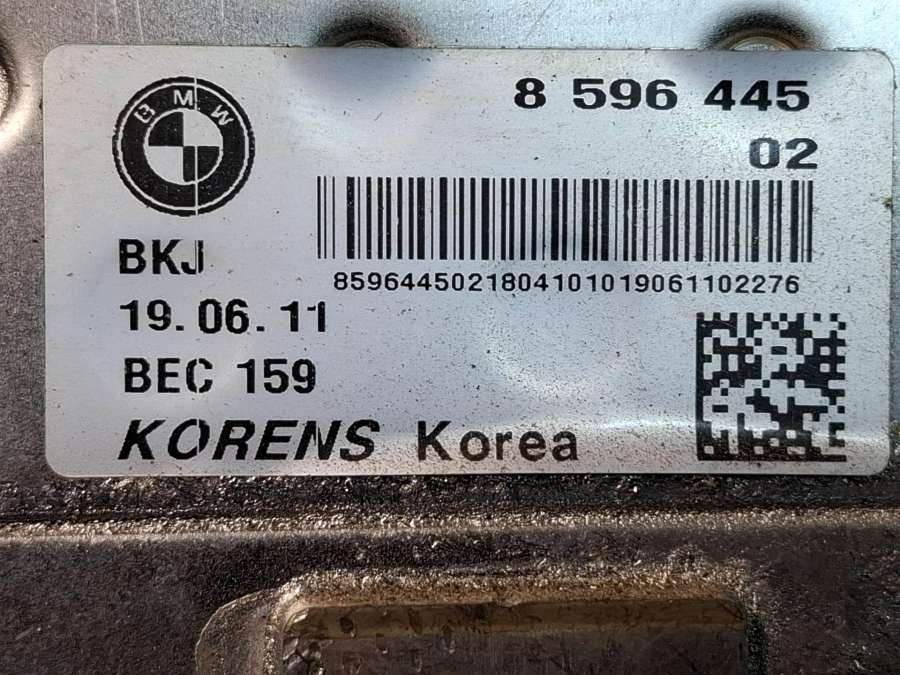 BMW
8 596 445
02
8596445021804101019061102276
BKJ
19.06.11
BEC 159
KORENS Korea